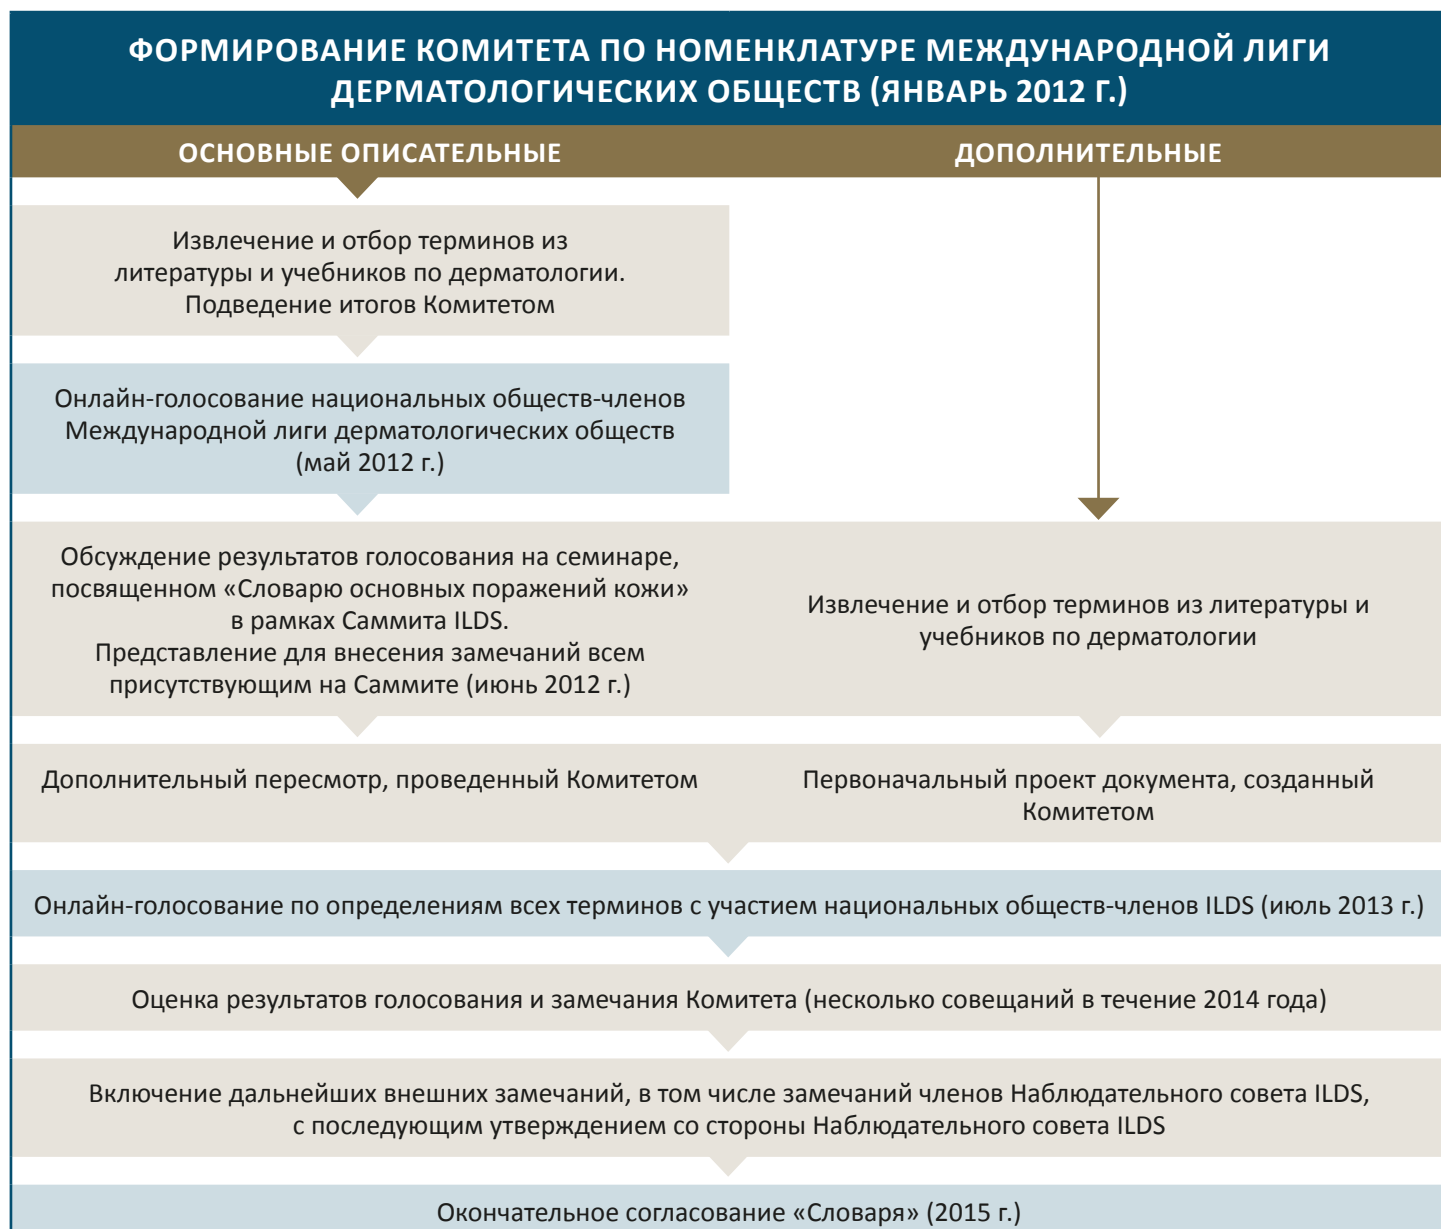 ФОРМИРОВАНИЕ КОМИТЕТА ПО НОМЕНКЛАТУРЕ МЕЖДУНАРОДНОЙ ЛИГИ
ДЕРМАТОЛОГИЧЕСКИХ ОБЩЕСТВ (ЯНВАРЬ 2012 Г.)
ОСНОВНЫЕ ОПИСАТЕЛЬНЫЕ
ДОПОЛНИТЕЛЬНЫЕ
Извлечение и отбор терминов из
литературы и учебников по дерматологии.
Подведение итогов Комитетом
Онлайн-голосование национальных обществ-членов
Международной лиги дерматологических обществ
(май 2012 г.)
Обсуждение результатов голосования на семинаре,
посвященном «Словарю основных поражений кожи»
в рамках Саммита ILDS.
Представление для внесения замечаний всем
присутствующим на Саммите (июнь 2012 г.)
Извлечение и отбор терминов из литературы и
учебников по дерматологии
Дополнительный пересмотр, проведенный Комитетом
Первоначальный проект документа, созданный
Комитетом
Онлайн-голосование по определениям всех терминов с участием национальных обществ-членов ILDS (июль 2013 г.)
Оценка результатов голосования и замечания Комитета (несколько совещаний в течение 2014 года)
Включение дальнейших внешних замечаний, в том числе замечаний членов Наблюдательного совета ILDS,
с последующим утверждением со стороны Наблюдательного совета ILDS
Окончательное согласование «Словаря» (2015 г.)